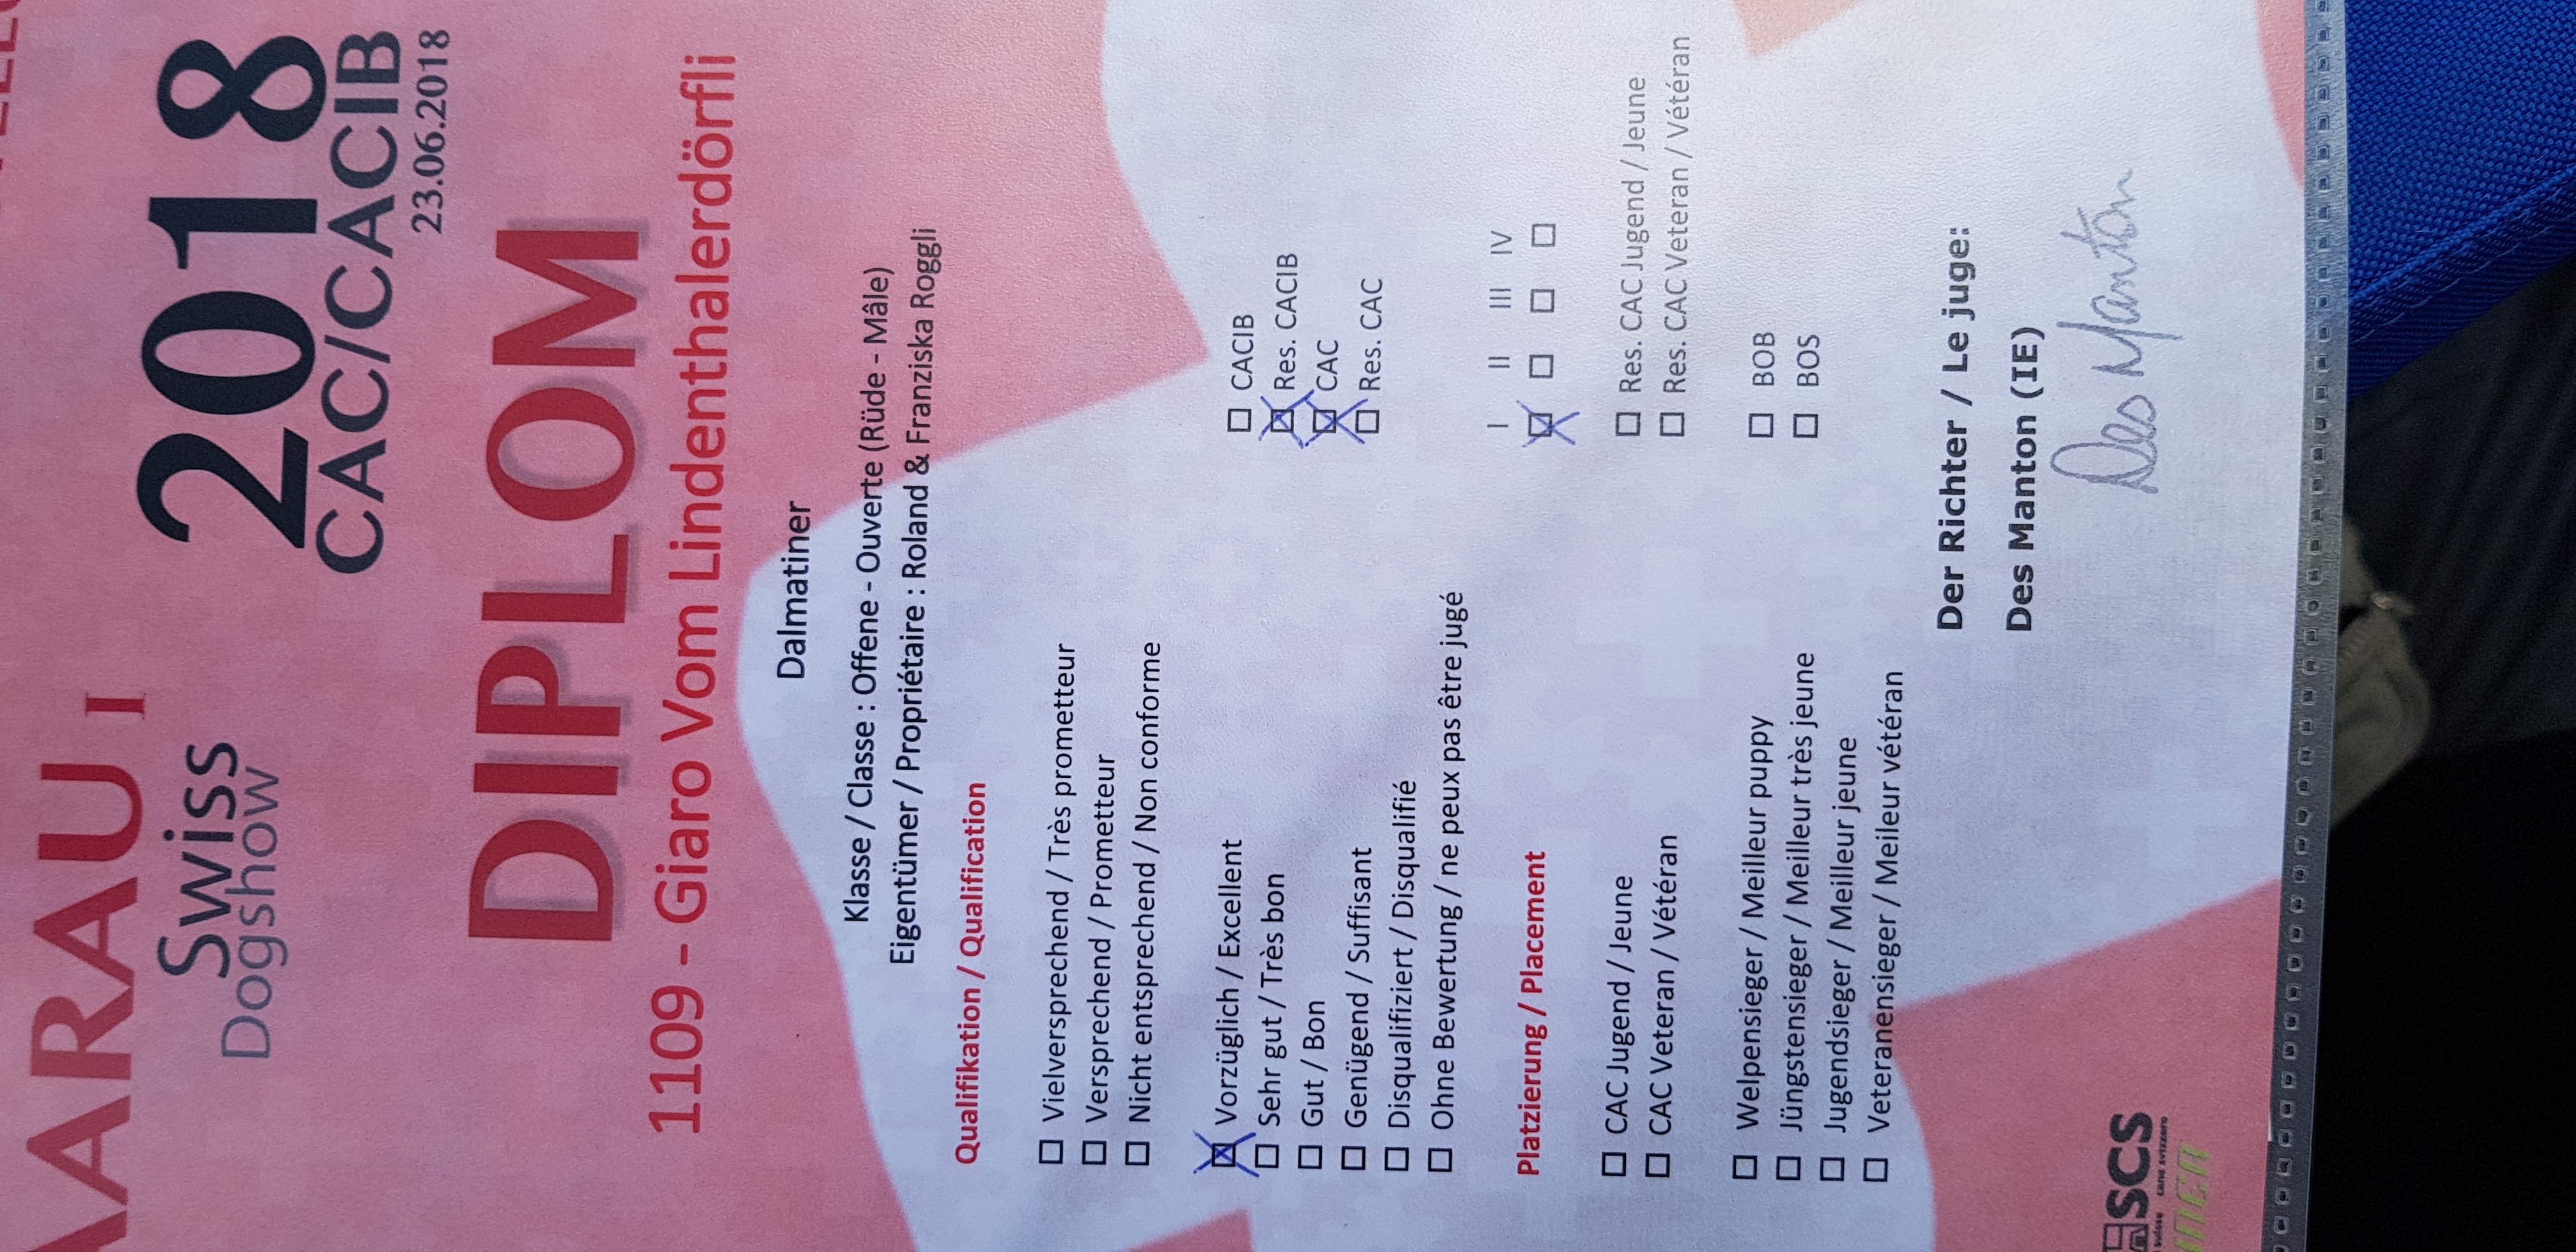 AARAU I
Swiss
Dogshow
2018
CAC/CACIB
23.06.2018
DIPLOM
1109 - Giaro Vom Lindenthalerdörfli
Dalmatiner
Klasse / Classe : Offene - Ouverte (Rüde - Mâle)
Eigentümer / Propriétaire : Roland & Franziska Roggli
Qualifikation / Qualification
Vielversprechend / Très prometteur
Versprechend / Prometteur
Nicht entsprechend / Non conforme
Vorzüglich / Excellent
Sehr gut / Très bon
Gut / Bon
Genügend / Suffisant
Disqualifiziert / Disqualifié
Ohne Bewertung / ne peux pas être jugé
CACIB
Res. CACIB
CAC
Res. CAC
I II III IV
Platzierung / Placement
CAC Jugend / Jeune
CAC Veteran / Vétéran
Res. CAC Jugend / Jeune
Res. CAC Veteran / Vétéran
Welpensieger / Meilleur puppy
Jüngstensieger / Meilleur très jeune
Jugendsieger / Meilleur jeune
Veteranensieger / Meileur vétéran
BOB
BOS
Der Richter / Le juge:
Des Manton (IE)
Des Manton
SCS
suisse cane svizzero